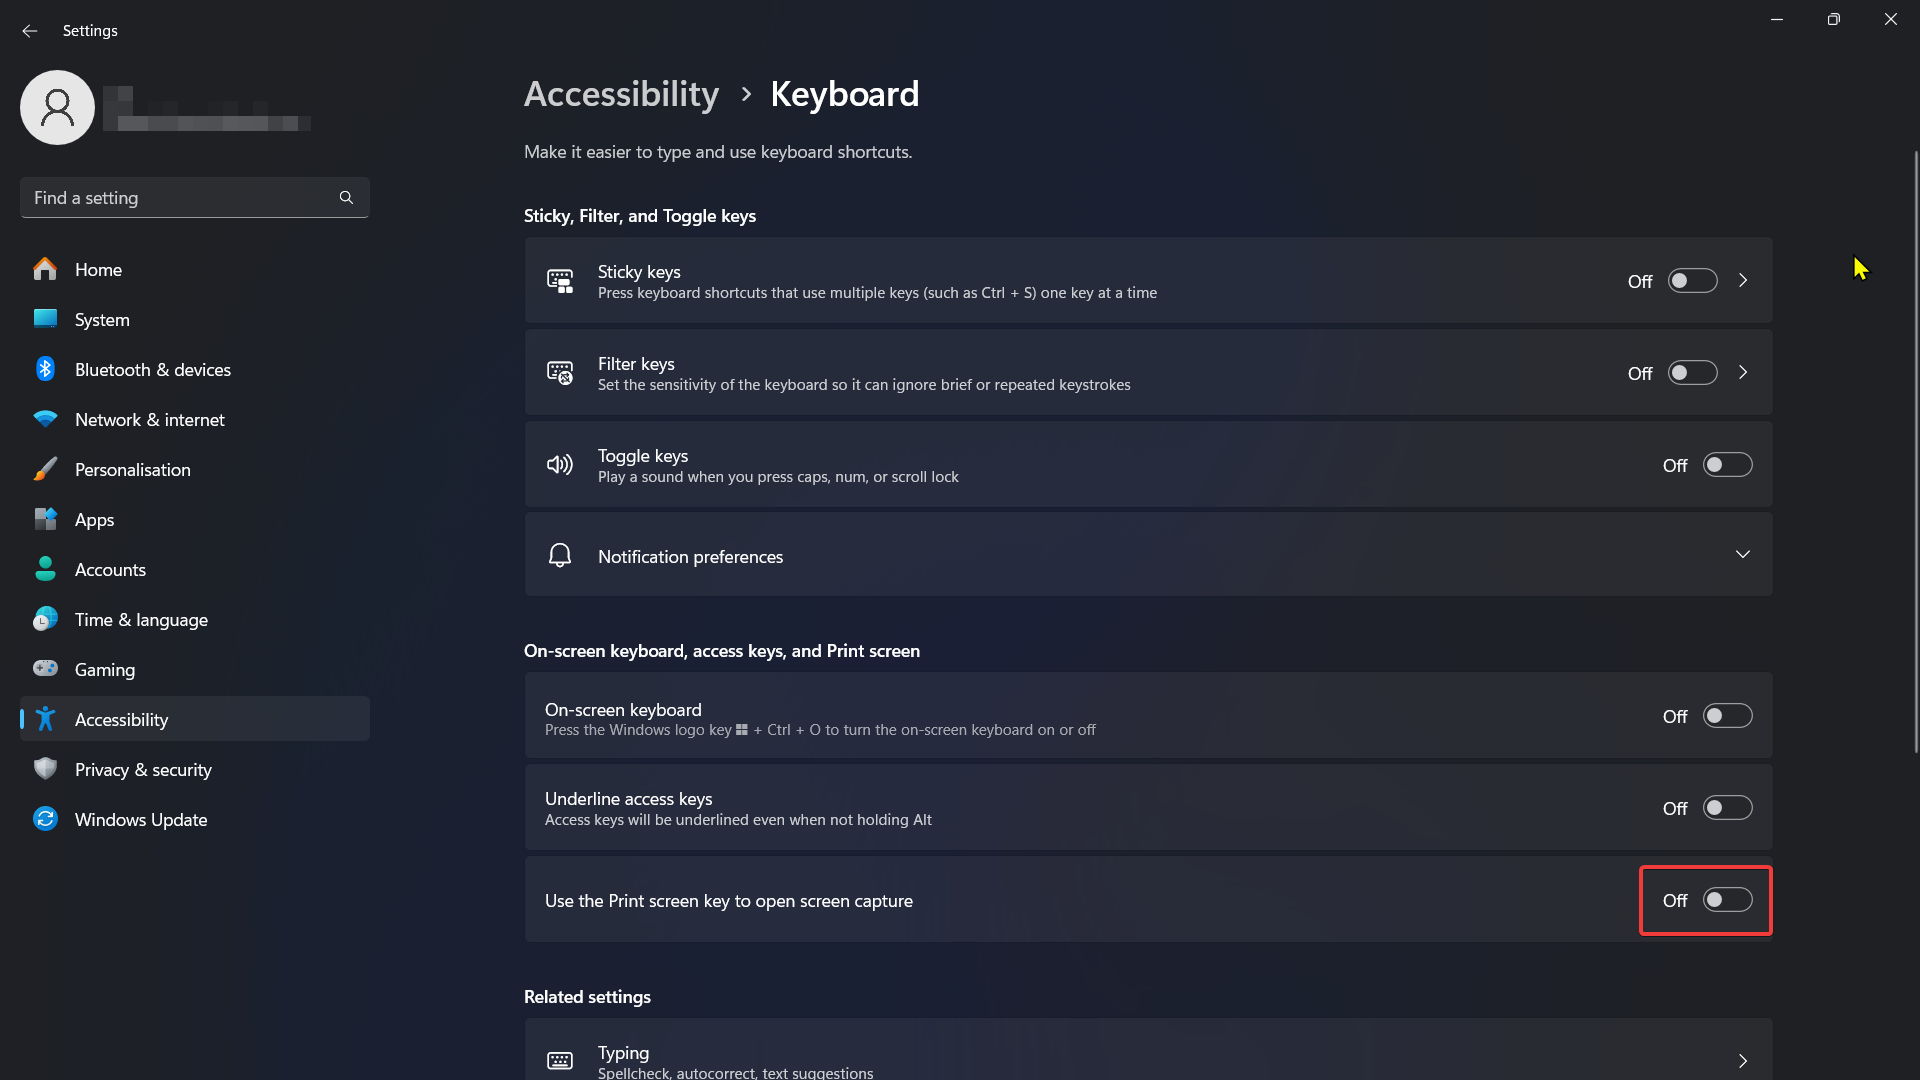 Settings
Find a setting
Home
System
Bluetooth & devices
Network & internet
Personalisation
Apps
Accounts
Time & language
Gaming
Accessibility
Privacy & security
Windows Update
Accessibility > Keyboard
Make it easier to type and use keyboard shortcuts.
Sticky, Filter, and Toggle keys
Sticky keys
Press keyboard shortcuts that use multiple keys (such as Ctrl + S) one key at a time
Off
Filter keys
Set the sensitivity of the keyboard so it can ignore brief or repeated keystrokes
Off
Toggle keys
Play a sound when you press caps, num, or scroll lock
Off
Notification preferences
On-screen keyboard, access keys, and Print screen
On-screen keyboard
Press the Windows logo key + Ctrl + O to turn the on-screen keyboard on or off
Off
Underline access keys
Access keys will be underlined even when not holding Alt
Off
Use the Print screen key to open screen capture
Off
Related settings
Typing
Spellcheck, autocorrect, text suggestions